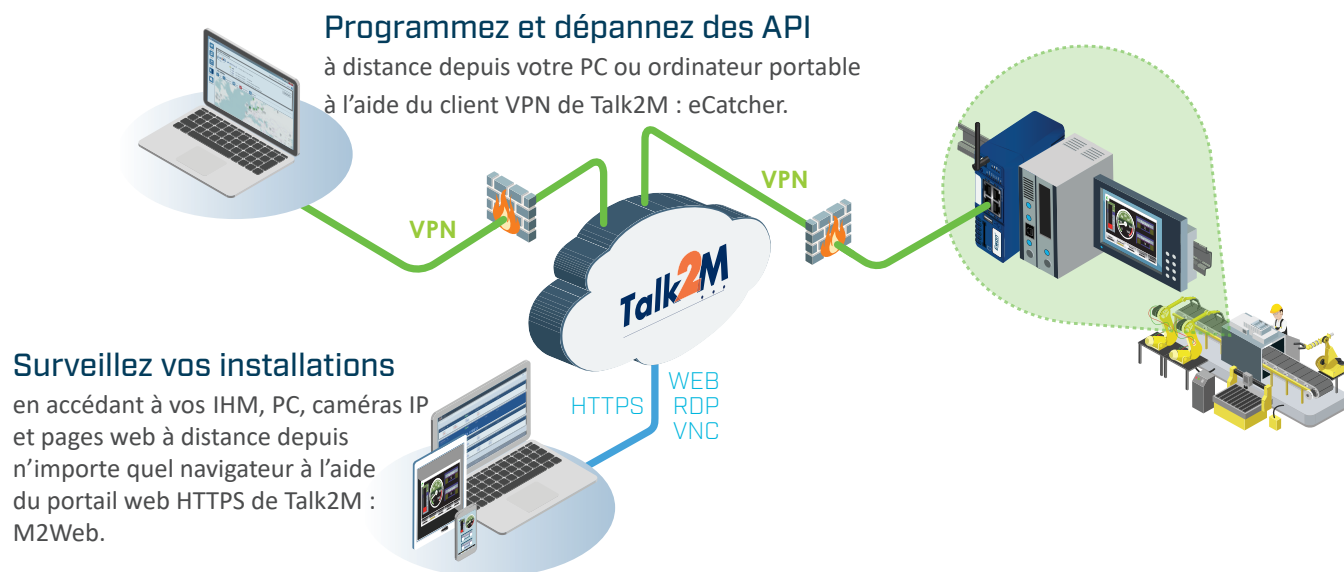 Programmez et dépannez des API
à distance depuis votre PC ou ordinateur portable
à l’aide du client VPN de Talk2M : eCatcher.
VPN
VPN
Talk2M
Surveillez vos installations
en accédant à vos IHM, PC, caméras IP
et pages web à distance depuis
n’importe quel navigateur à l’aide
du portail web HTTPS de Talk2M :
M2Web.
HTTPS
WEB
RDP
VNC